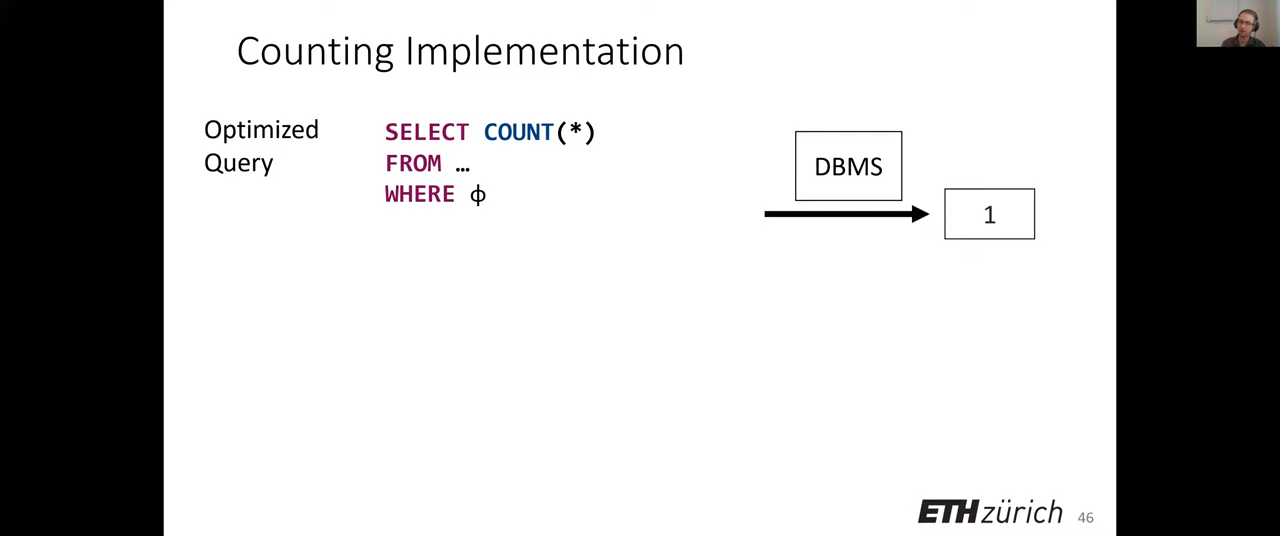 Counting Implementation
Optimized
Query
SELECT COUNT(*)
FROM …
WHERE ϕ
DBMS
1
ETH zürich
46